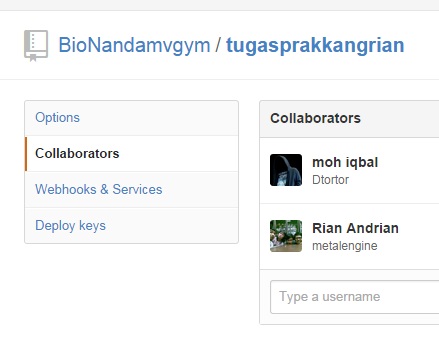 BioNandamvgym / tugasprakkangrian
Options
Collaborators
Webhooks & Services
Deploy keys
Collaborators
moh iqbal
Dtortor
Rian Andrian
metalengine
Type a username